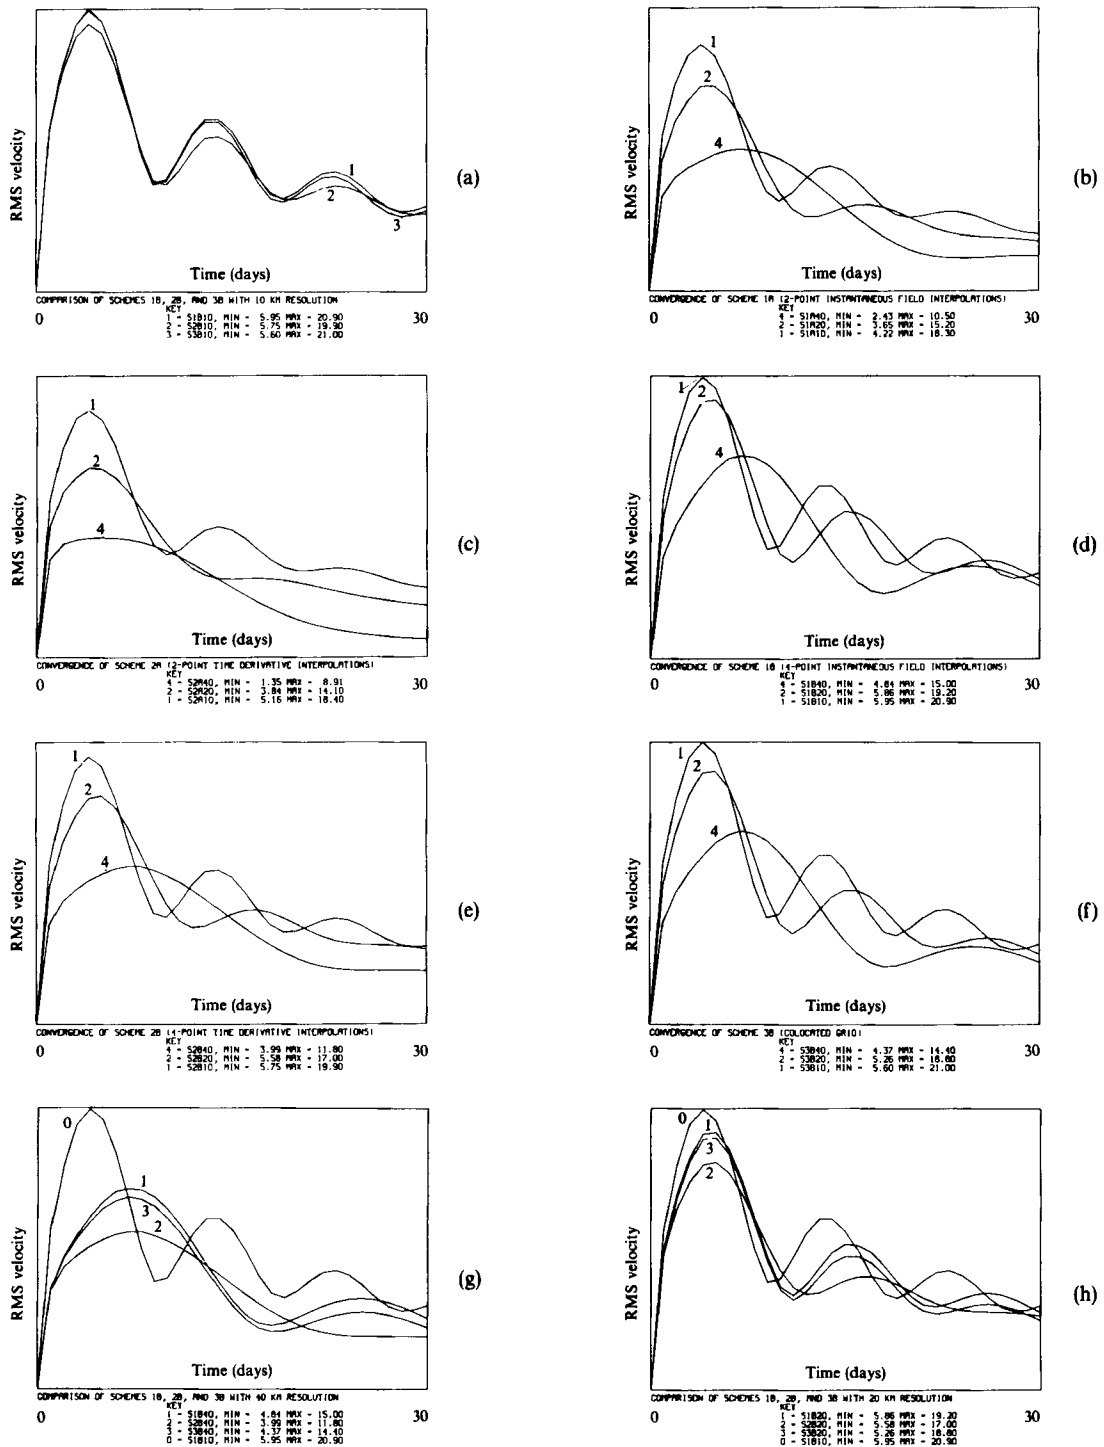 RMS velocity
1
2
3
Time (days)
(a)
COMPARISON OF SCHEMES 1B, 2B, AND 3B WITH 10 KM RESOLUTION
KEY
1 - S1B10, MIN - 5.95 MAX - 20.90
2 - S2B10, MIN - 5.75 MAX - 19.90
3 - S3B10, MIN - 5.60 MAX - 21.00
0
30
RMS velocity
1
2
4
Time (days)
(b)
CONVERGENCE OF SCHEME 1A (2-POINT INSTANTANEOUS FIELD INTERPOLATIONS)
KEY
4 - S1A40, MIN - 2.43 MAX - 10.50
2 - S1A20, MIN - 3.65 MAX - 15.20
1 - S1A10, MIN - 4.22 MAX - 18.30
0
30
RMS velocity
1
2
4
Time (days)
(c)
CONVERGENCE OF SCHEME 2A (2-POINT TIME DERIVATIVE INTERPOLATIONS)
KEY
4 - S2A40, MIN - 1.35 MAX - 8.91
2 - S2A20, MIN - 3.84 MAX - 14.10
1 - S2A10, MIN - 5.16 MAX - 18.40
0
30
RMS velocity
1
2
4
Time (days)
(d)
CONVERGENCE OF SCHEME 1B (4-POINT INSTANTANEOUS FIELD INTERPOLATIONS)
KEY
4 - S1B40, MIN - 4.84 MAX - 15.00
2 - S1B20, MIN - 5.86 MAX - 19.20
1 - S1B10, MIN - 5.95 MAX - 20.90
0
30
RMS velocity
1
2
4
Time (days)
(e)
CONVERGENCE OF SCHEME 2B (4-POINT TIME DERIVATIVE INTERPOLATIONS)
KEY
4 - S2B40, MIN - 3.99 MAX - 11.80
2 - S2B20, MIN - 5.58 MAX - 17.00
1 - S2B10, MIN - 5.75 MAX - 19.90
0
30
RMS velocity
1
2
4
Time (days)
(f)
CONVERGENCE OF SCHEME 3B (COLOCATED GRID)
KEY
4 - S3B40, MIN - 4.37 MAX - 14.40
2 - S3B20, MIN - 5.26 MAX - 18.80
1 - S3B10, MIN - 5.60 MAX - 21.00
0
30
RMS velocity
0
1
3
2
Time (days)
(g)
COMPARISON OF SCHEMES 1B, 2B, AND 3B WITH 40 KM RESOLUTION
KEY
1 - S1B40, MIN - 4.84 MAX - 15.00
2 - S2B40, MIN - 3.99 MAX - 11.80
3 - S3B40, MIN - 4.37 MAX - 14.40
0 - S1B10, MIN - 5.95 MAX - 20.90
0
30
RMS velocity
0
1
3
2
Time (days)
(h)
COMPARISON OF SCHEMES 1B, 2B, AND 3B WITH 20 KM RESOLUTION
KEY
1 - S1B20, MIN - 5.86 MAX - 19.20
2 - S2B20, MIN - 5.58 MAX - 17.00
3 - S3B20, MIN - 5.26 MAX - 18.80
0 - S1B10, MIN - 5.95 MAX - 20.90
0
30